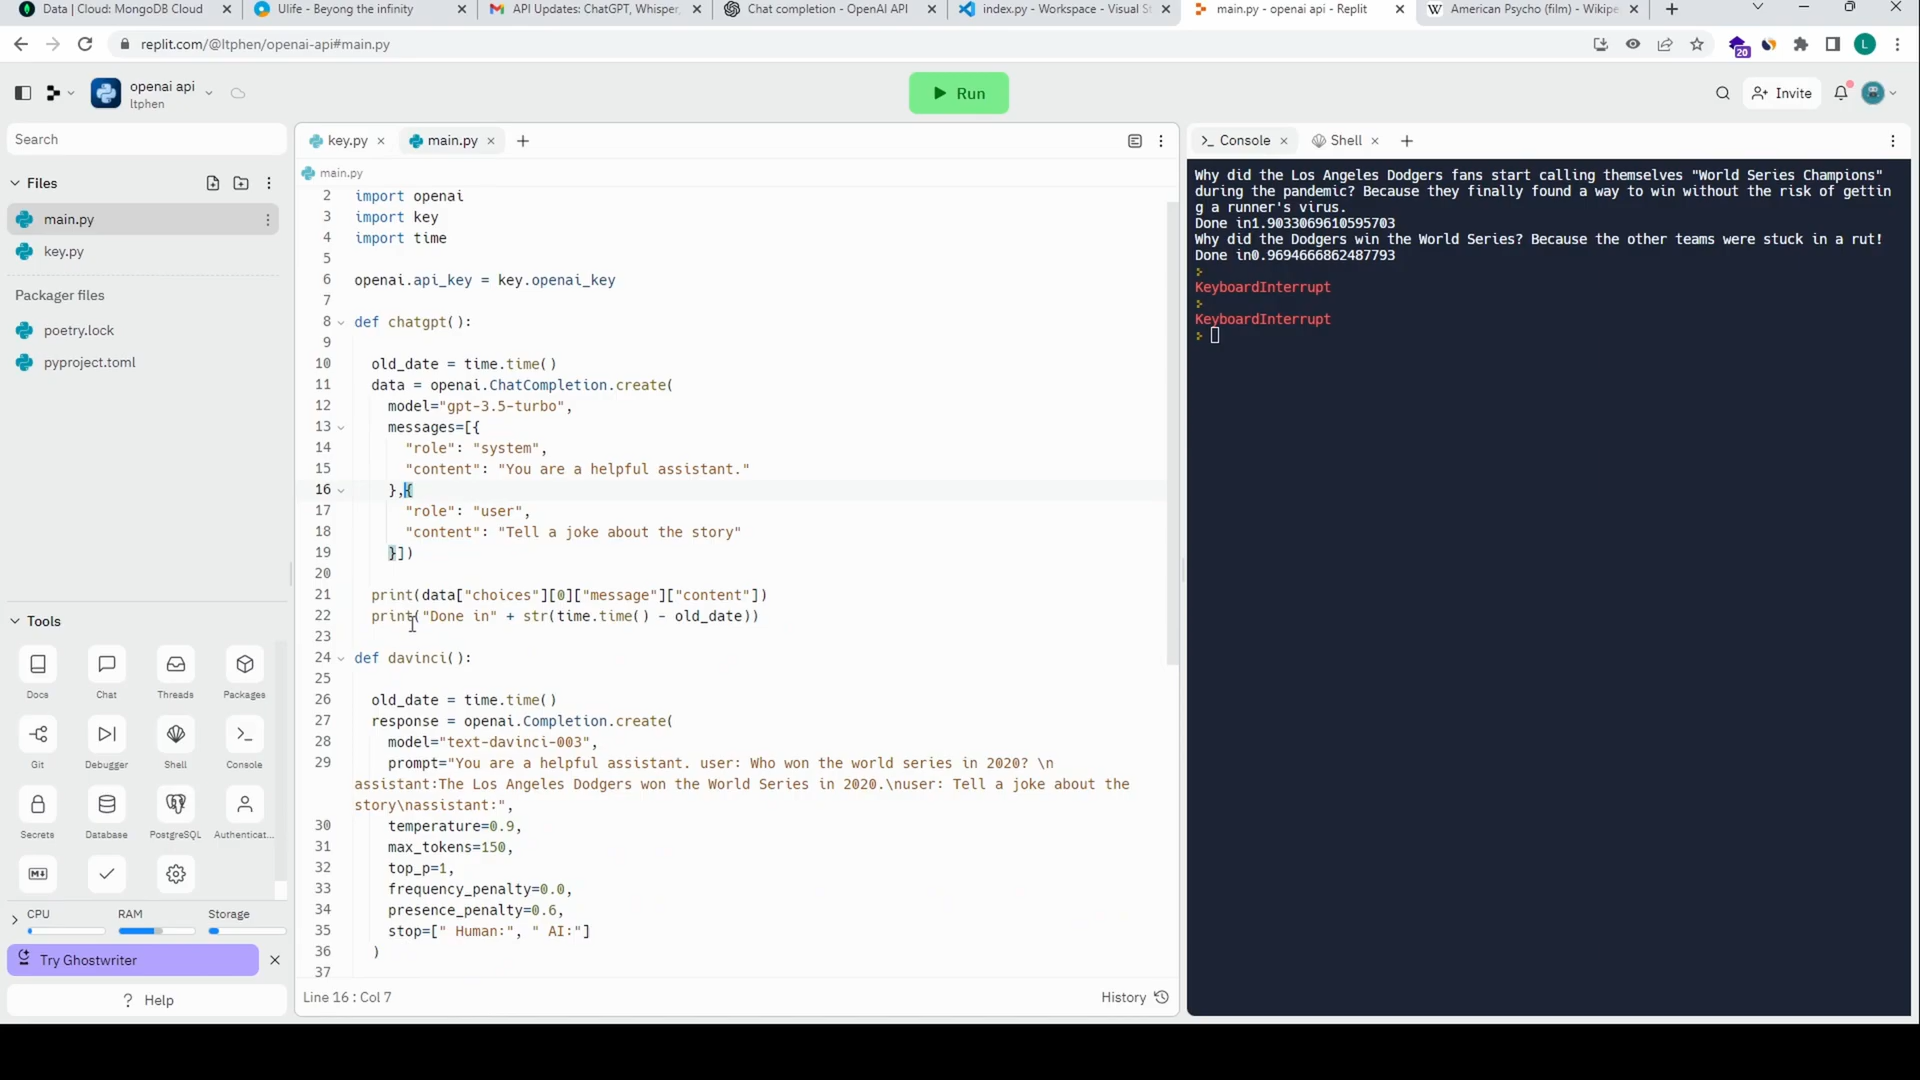 Data | Cloud: MongoDB Cloud
Ulife - Beyong the infinity
API Updates: ChatGPT, Whisper,
Chat completion - OpenAI API
index.py - Workspace - Visual St
main.py - openai api - Replit
American Psycho (film) - Wikipe
replit.com/@ltphen/openai-api#main.py
20
L
openai api
ltphen
Run
Invite
Search
Files
main.py
key.py
Packager files
poetry.lock
pyproject.toml
Tools
Docs
Chat
Threads
Packages
Git
Debugger
Shell
Console
Secrets
Database
PostgreSQL
Authenticat...
CPU
RAM
Storage
Try Ghostwriter
? Help
key.py
main.py
main.py
2 import openai
3 import key
4 import time
5
6 openai.api_key = key.openai_key
7
8 def chatgpt():
9
10 old_date = time.time()
11 data = openai.ChatCompletion.create(
12 model="gpt-3.5-turbo",
13 messages=[{
14 "role": "system",
15 "content": "You are a helpful assistant."
16 },{
17 "role": "user",
18 "content": "Tell a joke about the story"
19 }])
20
21 print(data["choices"][0]["message"]["content"])
22 print("Done in" + str(time.time() - old_date))
23
24 def davinci():
25
26 old_date = time.time()
27 response = openai.Completion.create(
28 model="text-davinci-003",
29 prompt="You are a helpful assistant. user: Who won the world series in 2020? \n
assistant:The Los Angeles Dodgers won the World Series in 2020.\nuser: Tell a joke about the
story\nassistant:",
30 temperature=0.9,
31 max_tokens=150,
32 top_p=1,
33 frequency_penalty=0.0,
34 presence_penalty=0.6,
35 stop=[" Human:", " AI:"]
36 )
37
Line 16 : Col 7
History
Console
Shell
Why did the Los Angeles Dodgers fans start calling themselves "World Series Champions"
during the pandemic? Because they finally found a way to win without the risk of gettin
g a runner's virus.
Done in1.9033069610595703
Why did the Dodgers win the World Series? Because the other teams were stuck in a rut!
Done in0.9694666862487793
KeyboardInterrupt
KeyboardInterrupt